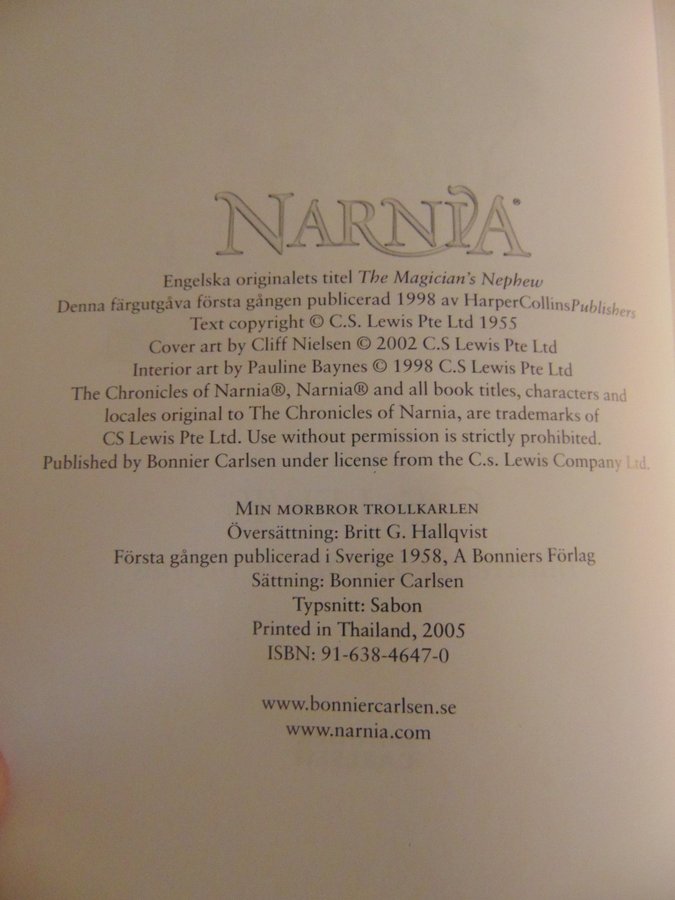 NARNIA®
Engelska originalets titel The Magician's Nephew
Denna färgutgåva första gången publicerad 1998 av HarperCollinsPublishers
Text copyright © C.S. Lewis Pte Ltd 1955
Cover art by Cliff Nielsen © 2002 C.S Lewis Pte Ltd
Interior art by Pauline Baynes © 1998 C.S Lewis Pte Ltd
The Chronicles of Narnia®, Narnia® and all book titles, characters and
locales original to The Chronicles of Narnia, are trademarks of
CS Lewis Pte Ltd. Use without permission is strictly prohibited.
Published by Bonnier Carlsen under license from the C.s. Lewis Company Ltd.
MIN MORBROR TROLLKARLEN
Översättning: Britt G. Hallqvist
Första gången publicerad i Sverige 1958, A Bonniers Förlag
Sättning: Bonnier Carlsen
Typsnitt: Sabon
Printed in Thailand, 2005
ISBN: 91-638-4647-0
www.bonniercarlsen.se
www.narnia.com